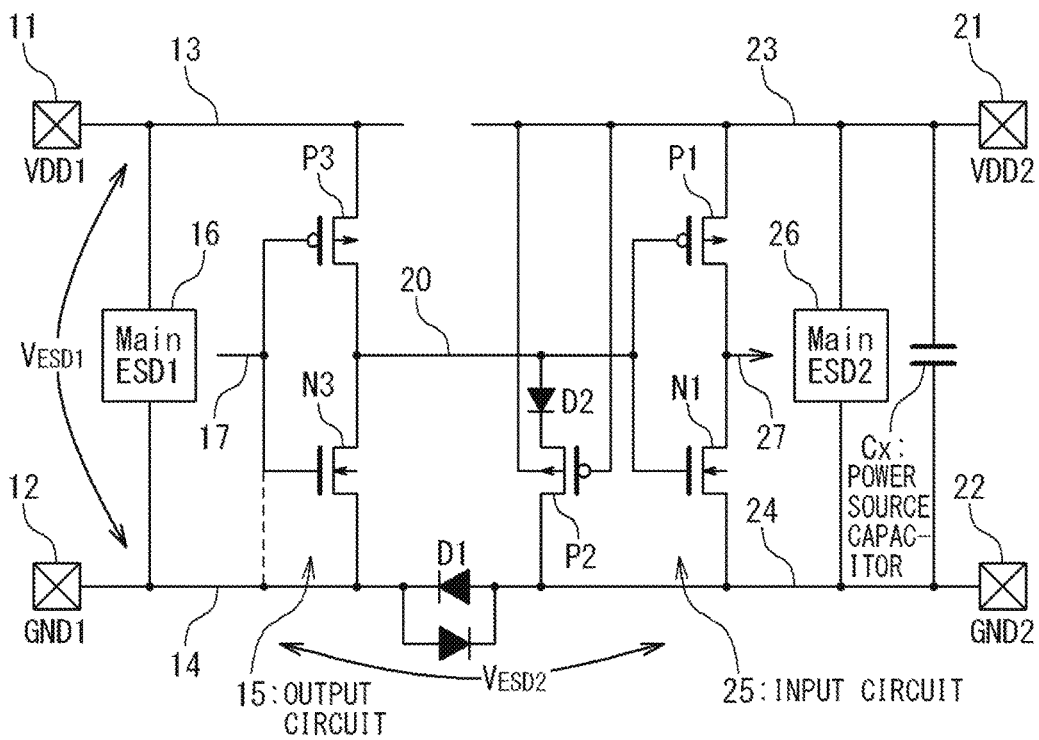 11
13
23
21
VDD1
P3
P1
VDD2
16
20
26
VESD1
Main
ESD1
Main
ESD2
17
N3
D2
N1
27
Cx:
POWER
SOURCE
CAPAC-
ITOR
12
22
D1
P2
24
GND1
14
GND2
15:OUTPUT
CIRCUIT
VESD2
25:INPUT CIRCUIT